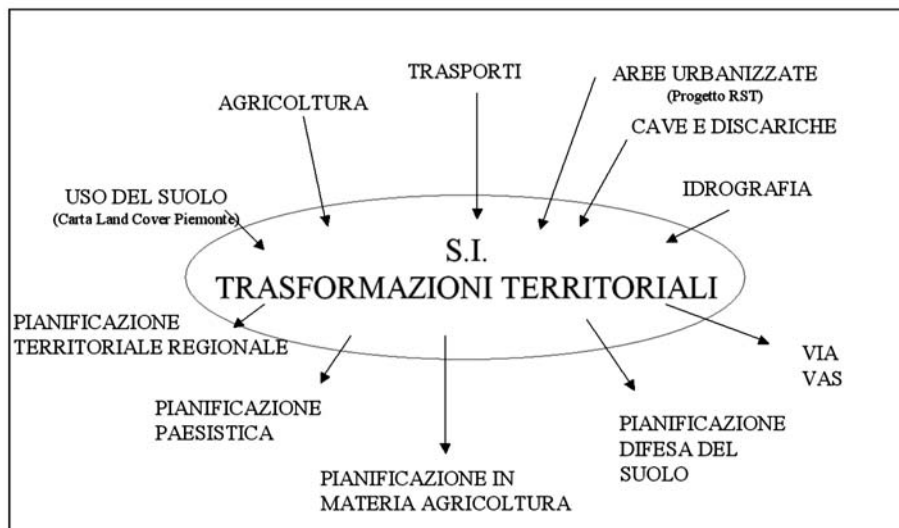 TRASPORTI
AREE URBANIZZATE
(Progetto RST)
AGRICOLTURA
CAVE E DISCARICHE
USO DEL SUOLO
(Carta Land Cover Piemonte)
IDROGRAFIA
S.I.
TRASFORMAZIONI TERRITORIALI
PIANIFICAZIONE
TERRITORIALE REGIONALE
VIA
VAS
PIANIFICAZIONE
PAESISTICA
PIANIFICAZIONE
DIFESA DEL
SUOLO
PIANIFICAZIONE IN
MATERIA AGRICOLTURA